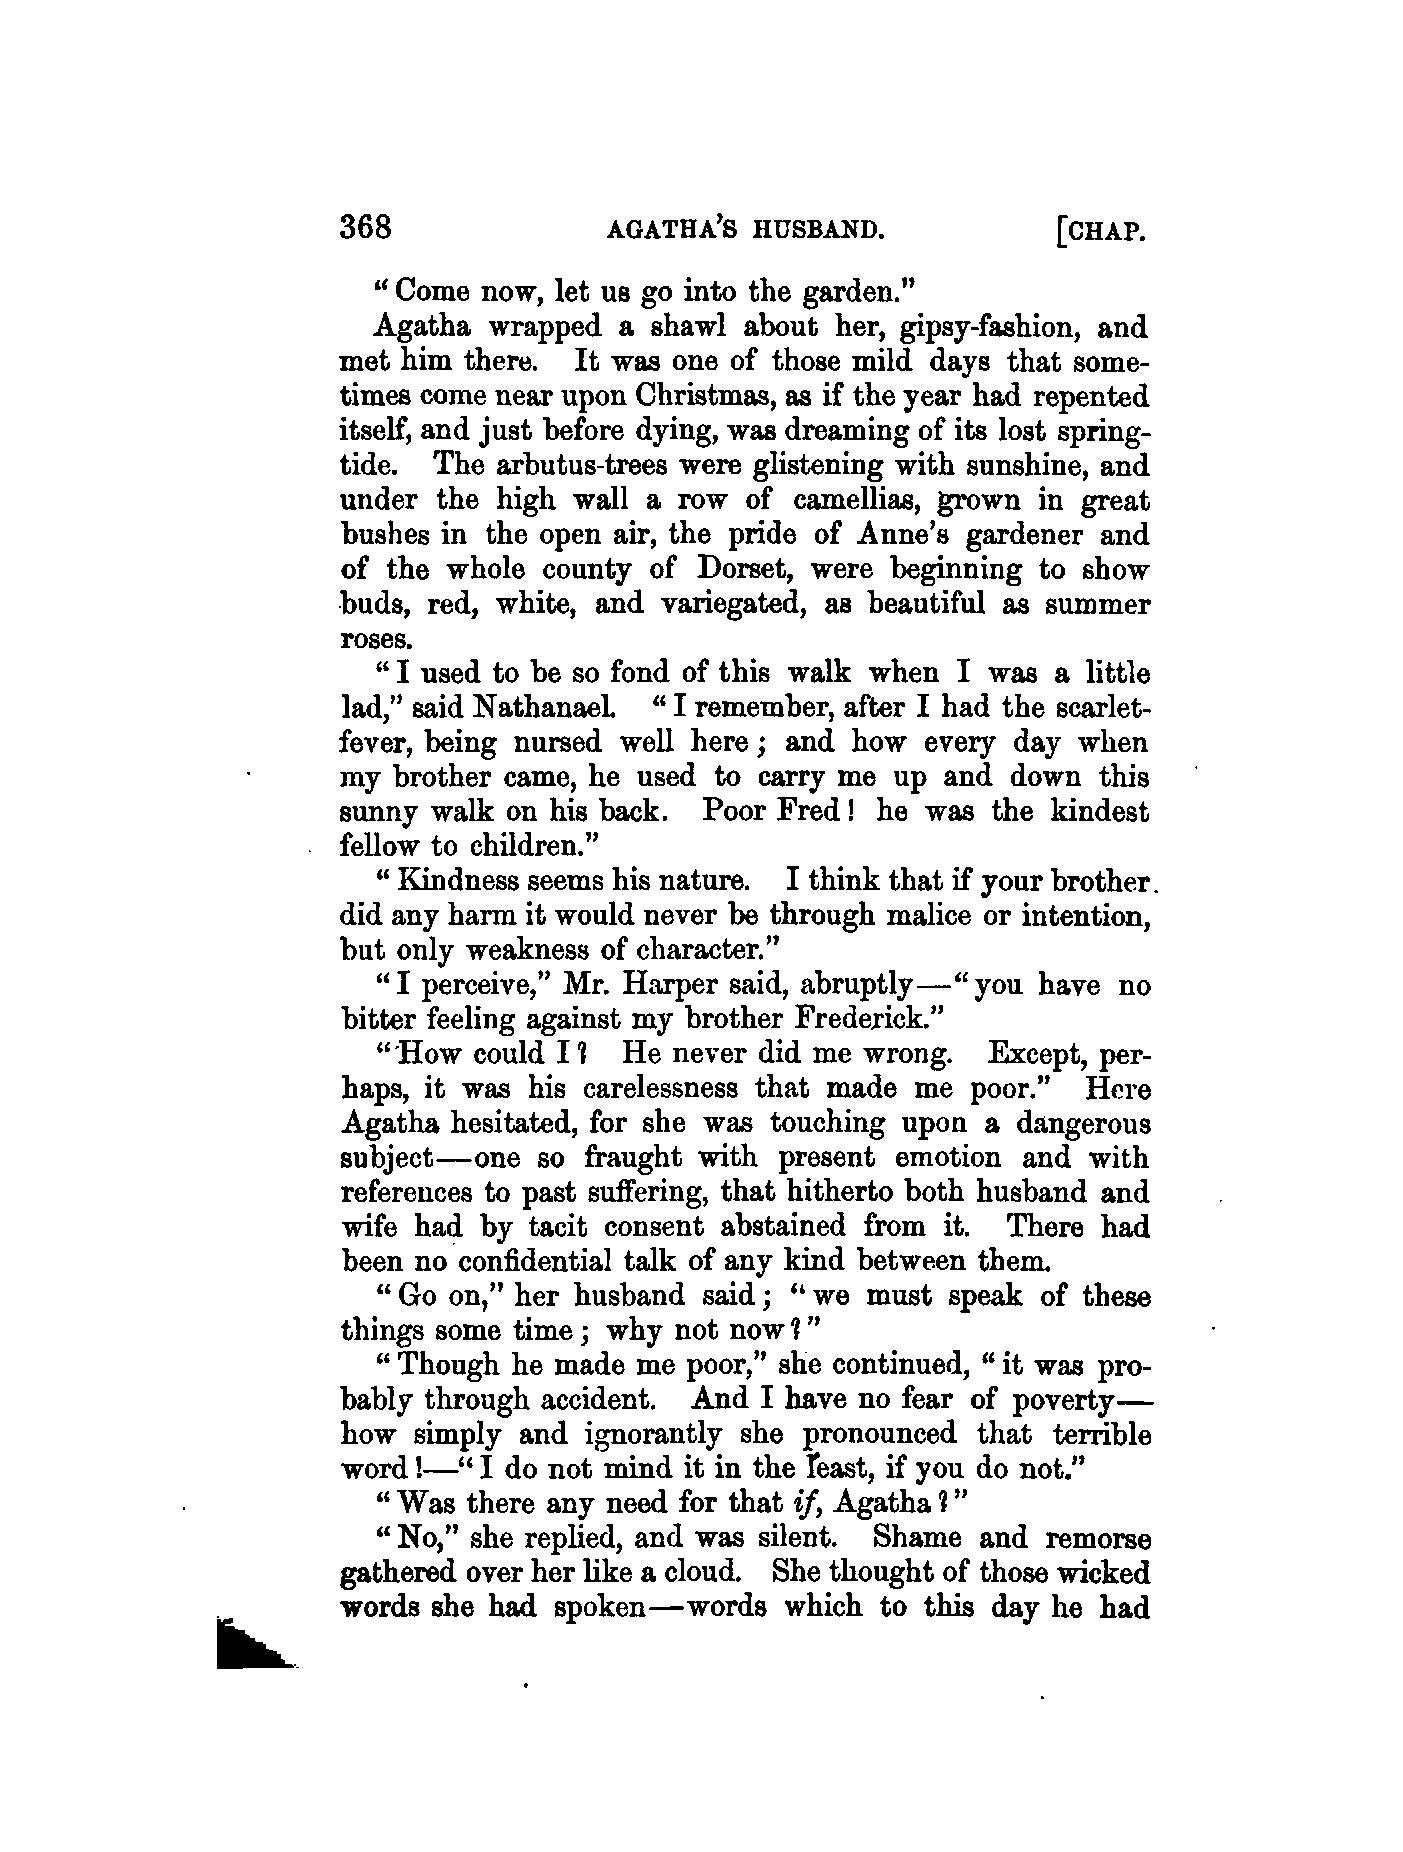 368 AGATHA'S HUSBAND. [CHAP.
"Come now, let us go into the garden."
Agatha wrapped a shawl about her, gipsy-fashion, and
met him there. It was one of those mild days that some-
times come near upon Christmas, as if the year had repented
itself, and just before dying, was dreaming of its lost spring-
tide. The arbutus-trees were glistening with sunshine, and
under the high wall a row of camellias, grown in great
bushes in the open air, the pride of Anne's gardener and
of the whole county of Dorset, were beginning to show
buds, red, white, and variegated, as beautiful as summer
roses.
"I used to be so fond of this walk when I was a little
lad," said Nathanael. "I remember, after I had the scarlet-
fever, being nursed well here; and how every day when
my brother came, he used to carry me up and down this
sunny walk on his back. Poor Fred! he was the kindest
fellow to children."
"Kindness seems his nature. I think that if your brother
did any harm it would never be through malice or intention,
but only weakness of character."
"I perceive," Mr. Harper said, abruptly—"you have no
bitter feeling against my brother Frederick."
"How could I? He never did me wrong. Except, per-
haps, it was his carelessness that made me poor." Here
Agatha hesitated, for she was touching upon a dangerous
subject—one so fraught with present emotion and with
references to past suffering, that hitherto both husband and
wife had by tacit consent abstained from it. There had
been no confidential talk of any kind between them.
"Go on," her husband said; "we must speak of these
things some time; why not now?"
"Though he made me poor," she continued, "it was pro-
bably through accident. And I have no fear of poverty—
how simply and ignorantly she pronounced that terrible
word!—"I do not mind it in the least, if you do not."
"Was there any need for that if, Agatha?"
"No," she replied, and was silent. Shame and remorse
gathered over her like a cloud. She thought of those wicked
words she had spoken—words which to this day he had